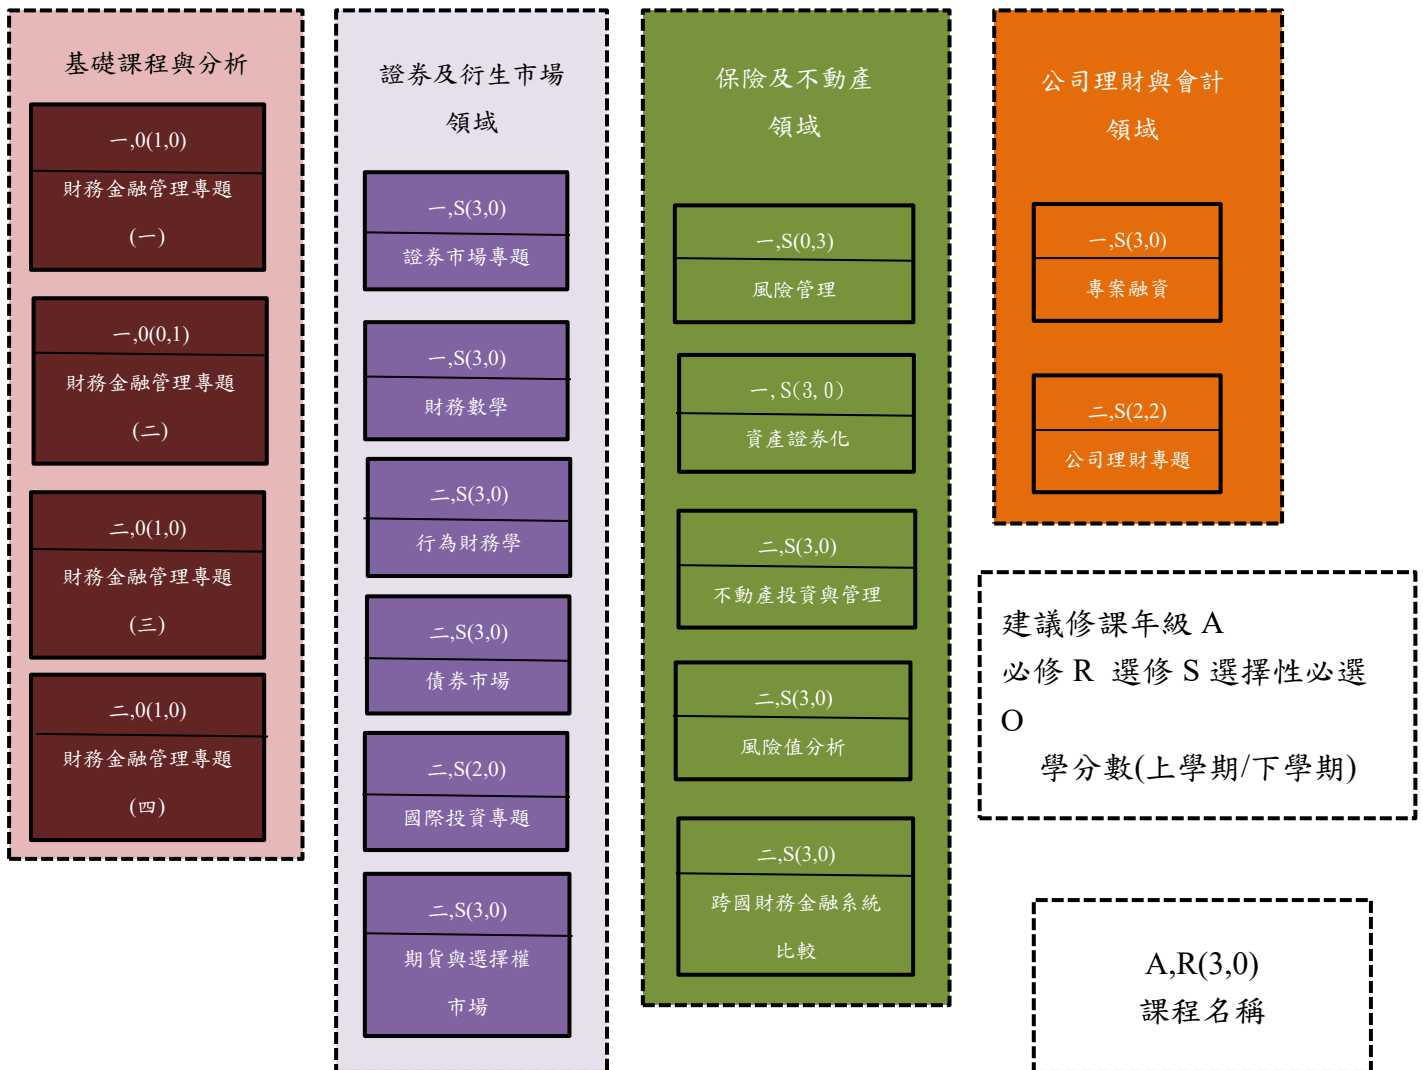 基礎課程與分析
一,0(1,0)
財務金融管理專題
(一)
一,0(0,1)
財務金融管理專題
(二)
二,0(1,0)
財務金融管理專題
(三)
二,0(1,0)
財務金融管理專題
(四)
證券及衍生市場
領域
一,S(3,0)
證券市場專題
一,S(3,0)
財務數學
二,S(3,0)
行為財務學
二,S(3,0)
債券市場
二,S(2,0)
國際投資專題
二,S(3,0)
期貨與選擇權
市場
保險及不動產
領域
一,S(0,3)
風險管理
一, S(3, 0)
資產證券化
二,S(3,0)
不動產投資與管理
二,S(3,0)
風險值分析
二,S(3,0)
跨國財務金融系統
比較
公司理財與會計
領域
一,S(3,0)
專案融資
二,S(2,2)
公司理財專題
建議修課年級 A
必修 R 選修 S 選擇性必選
O
學分數(上學期/下學期)
A,R(3,0)
課程名稱